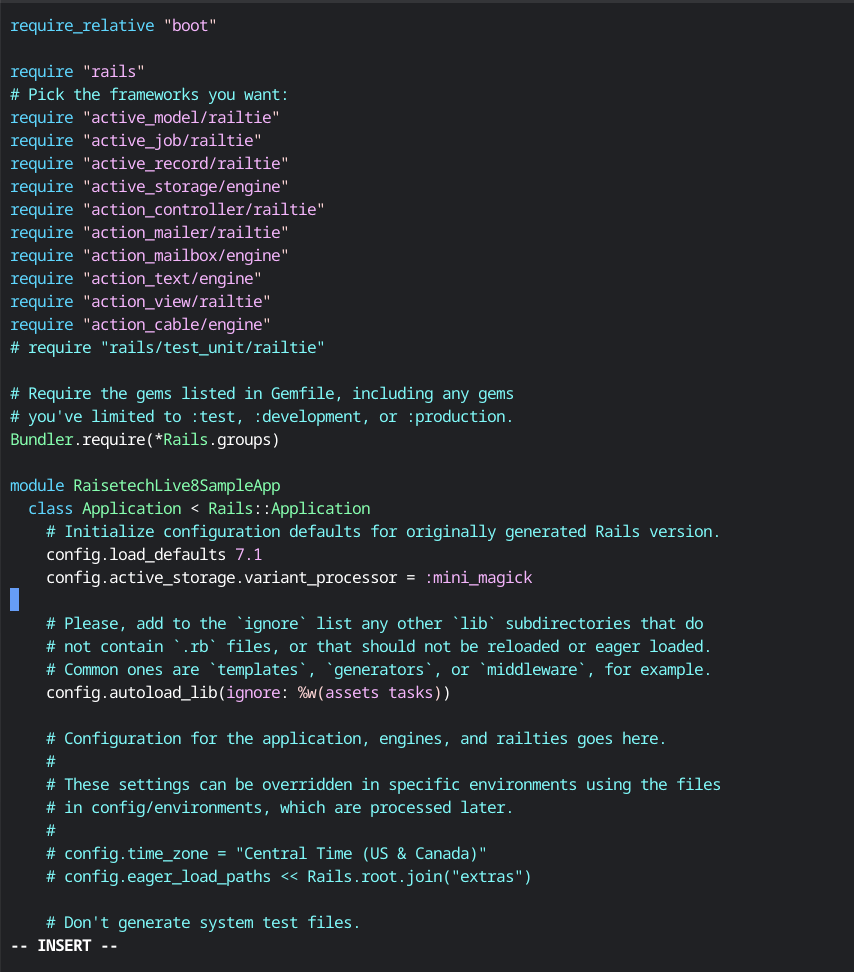 require_relative "boot"

require "rails"
# Pick the frameworks you want:
require "active_model/railtie"
require "active_job/railtie"
require "active_record/railtie"
require "active_storage/engine"
require "action_controller/railtie"
require "action_mailer/railtie"
require "action_mailbox/engine"
require "action_text/engine"
require "action_view/railtie"
require "action_cable/engine"
# require "rails/test_unit/railtie"

# Require the gems listed in Gemfile, including any gems
# you've limited to :test, :development, or :production.
Bundler.require(*Rails.groups)

module RaisetechLive8SampleApp
  class Application < Rails::Application
    # Initialize configuration defaults for originally generated Rails version.
    config.load_defaults 7.1
    config.active_storage.variant_processor = :mini_magick

    # Please, add to the `ignore` list any other `lib` subdirectories that do
    # not contain `.rb` files, or that should not be reloaded or eager loaded.
    # Common ones are `templates`, `generators`, or `middleware`, for example.
    config.autoload_lib(ignore: %w(assets tasks))

    # Configuration for the application, engines, and railties goes here.
    #
    # These settings can be overridden in specific environments using the files
    # in config/environments, which are processed later.
    #
    # config.time_zone = "Central Time (US & Canada)"
    # config.eager_load_paths << Rails.root.join("extras")

    # Don't generate system test files.
-- INSERT --